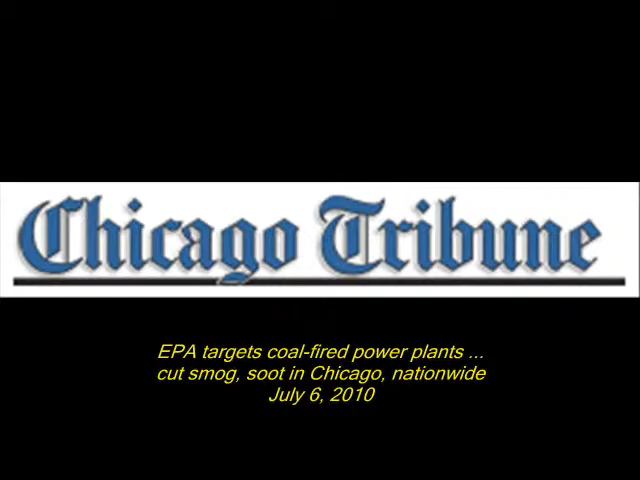 Chicago Tribune
EPA targets coal-fired power plants ...
cut smog, soot in Chicago, nationwide
July 6, 2010